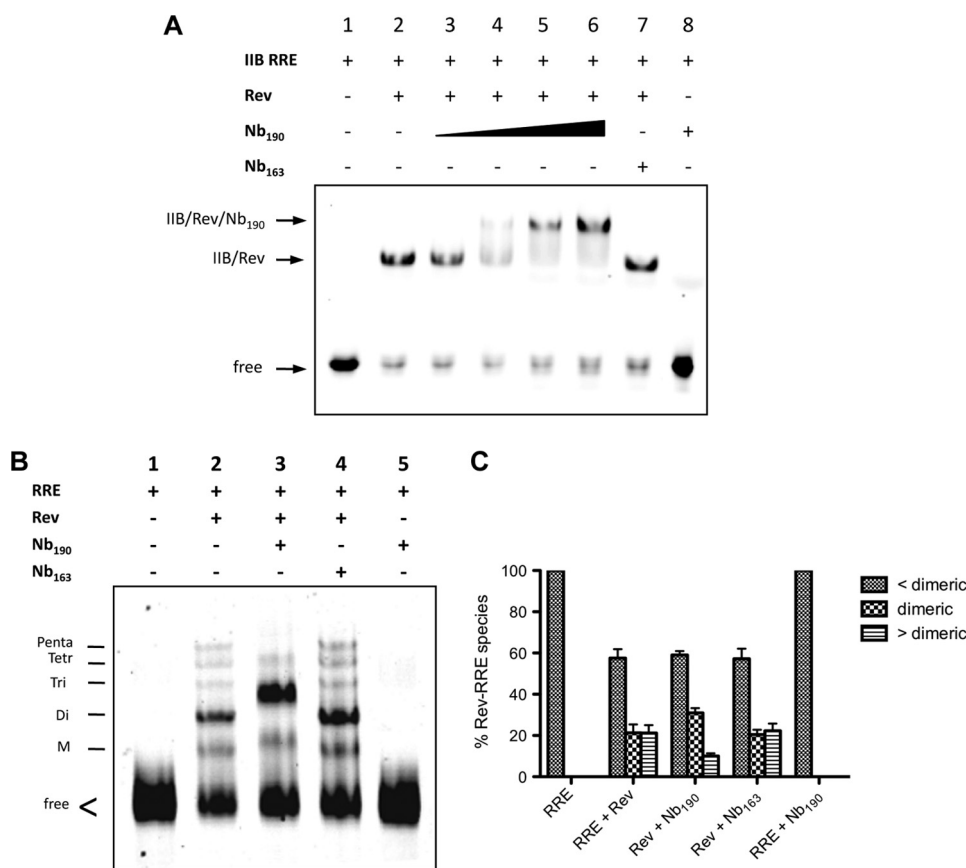 A
1 2 3 4 5 6 7 8
IIB RRE + + + + + + + +
Rev - + + + + + + -
Nb190 - - - +
Nb163 - - - - - - + -
IIB/Rev/Nb190
IIB/Rev
free
B
1 2 3 4 5
RRE + + + + +
Rev - + + + -
Nb190 - - + - +
Nb163 - - - + -
Penta
Tetr
Tri
Di
M
free <
C
% Rev-RRE species
100
80
60
40
20
0
RRE
RRE + Rev
Rev + Nb190
Rev + Nb163
RRE + Nb190
< dimeric
dimeric
> dimeric